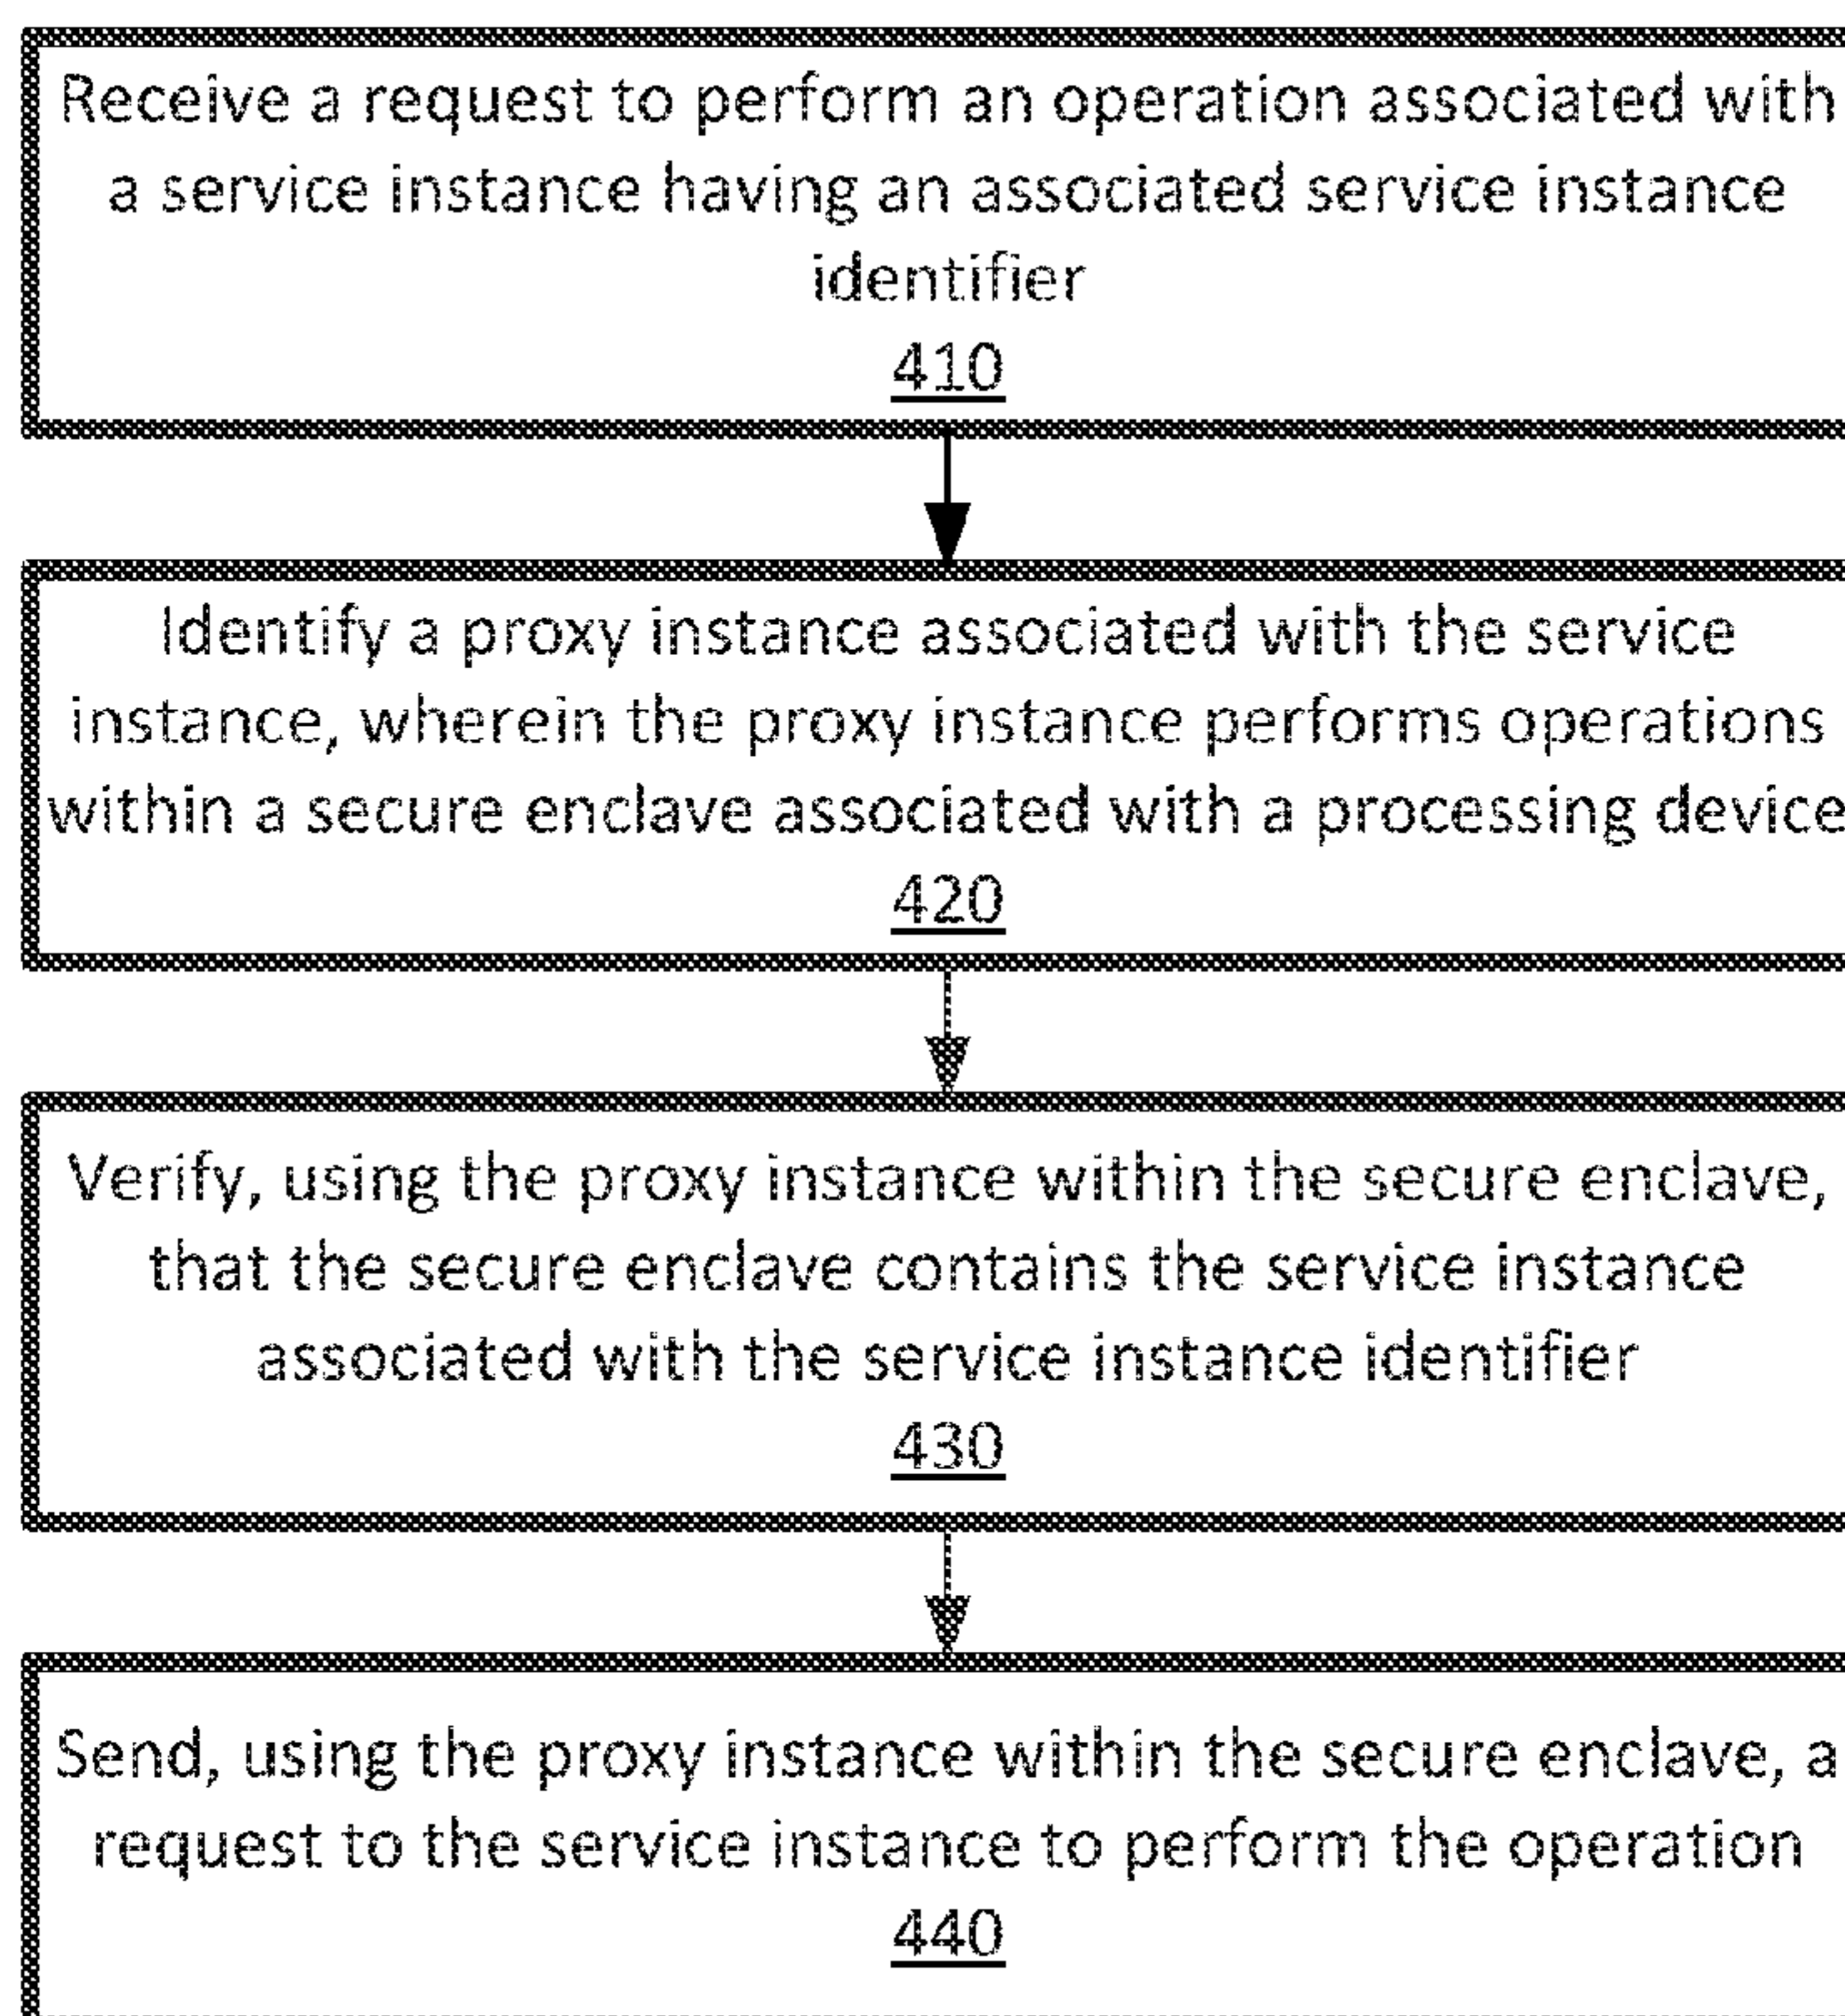 Receive a request to perform an operation associated with
a service instance having an associated service instance
identifier
410
Identify a proxy instance associated with the service
instance, wherein the proxy instance performs operations
within a secure enclave associated with a processing device
420
Verify, using the proxy instance within the secure enclave,
that the secure enclave contains the service instance
associated with the service instance identifier
430
Send, using the proxy instance within the secure enclave, a
request to the service instance to perform the operation
440